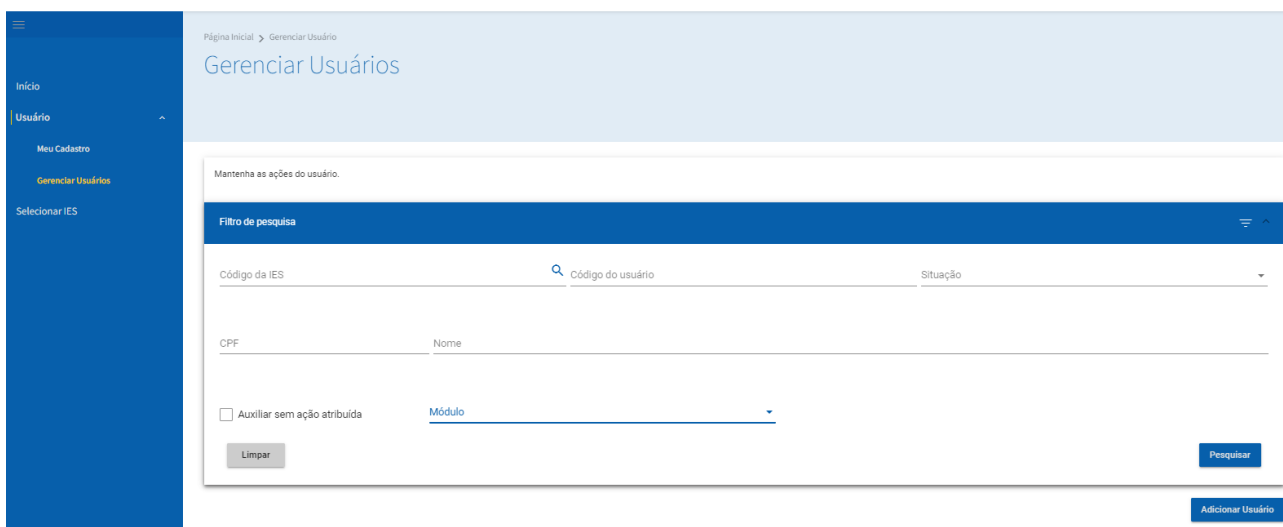 Página Inicial > Gerenciar Usuário
Gerenciar Usuários
Início
Usuário
Meu Cadastro
Gerenciar Usuários
Selecionar IES
Mantenha as ações do usuário.
Filtro de pesquisa
Código da IES Código do usuário Situação
CPF Nome
Auxiliar sem ação atribuída Módulo
Limpar Pesquisar
Adicionar Usuário